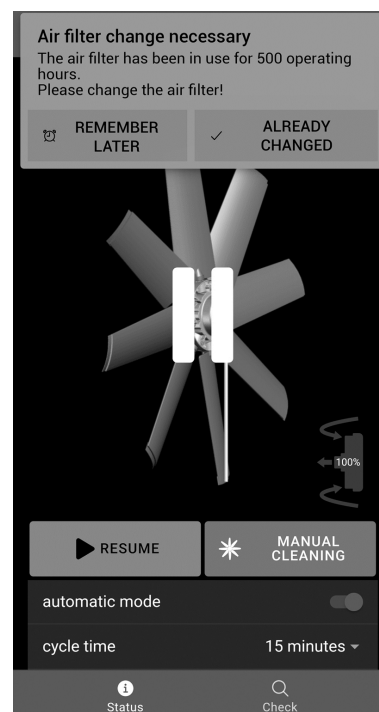 Air filter change necessary
The air filter has been in use for 500 operating
hours.
Please change the air filter!
REMEMBER
LATER
ALREADY
CHANGED
100%
RESUME
MANUAL
CLEANING
automatic mode
cycle time
15 minutes
Status
Check